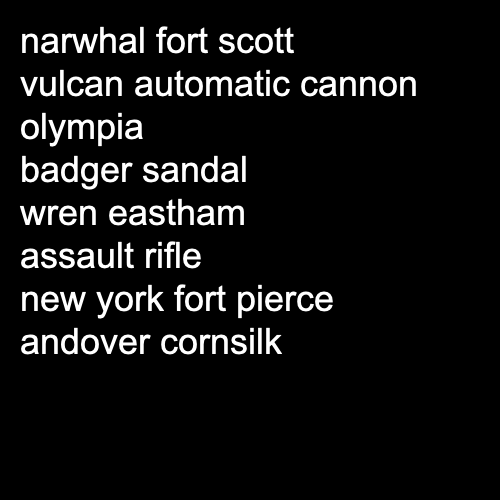 narwhal fort scott
vulcan automatic cannon
olympia
badger sandal
wren eastham
assault rifle
new york fort pierce
andover cornsilk